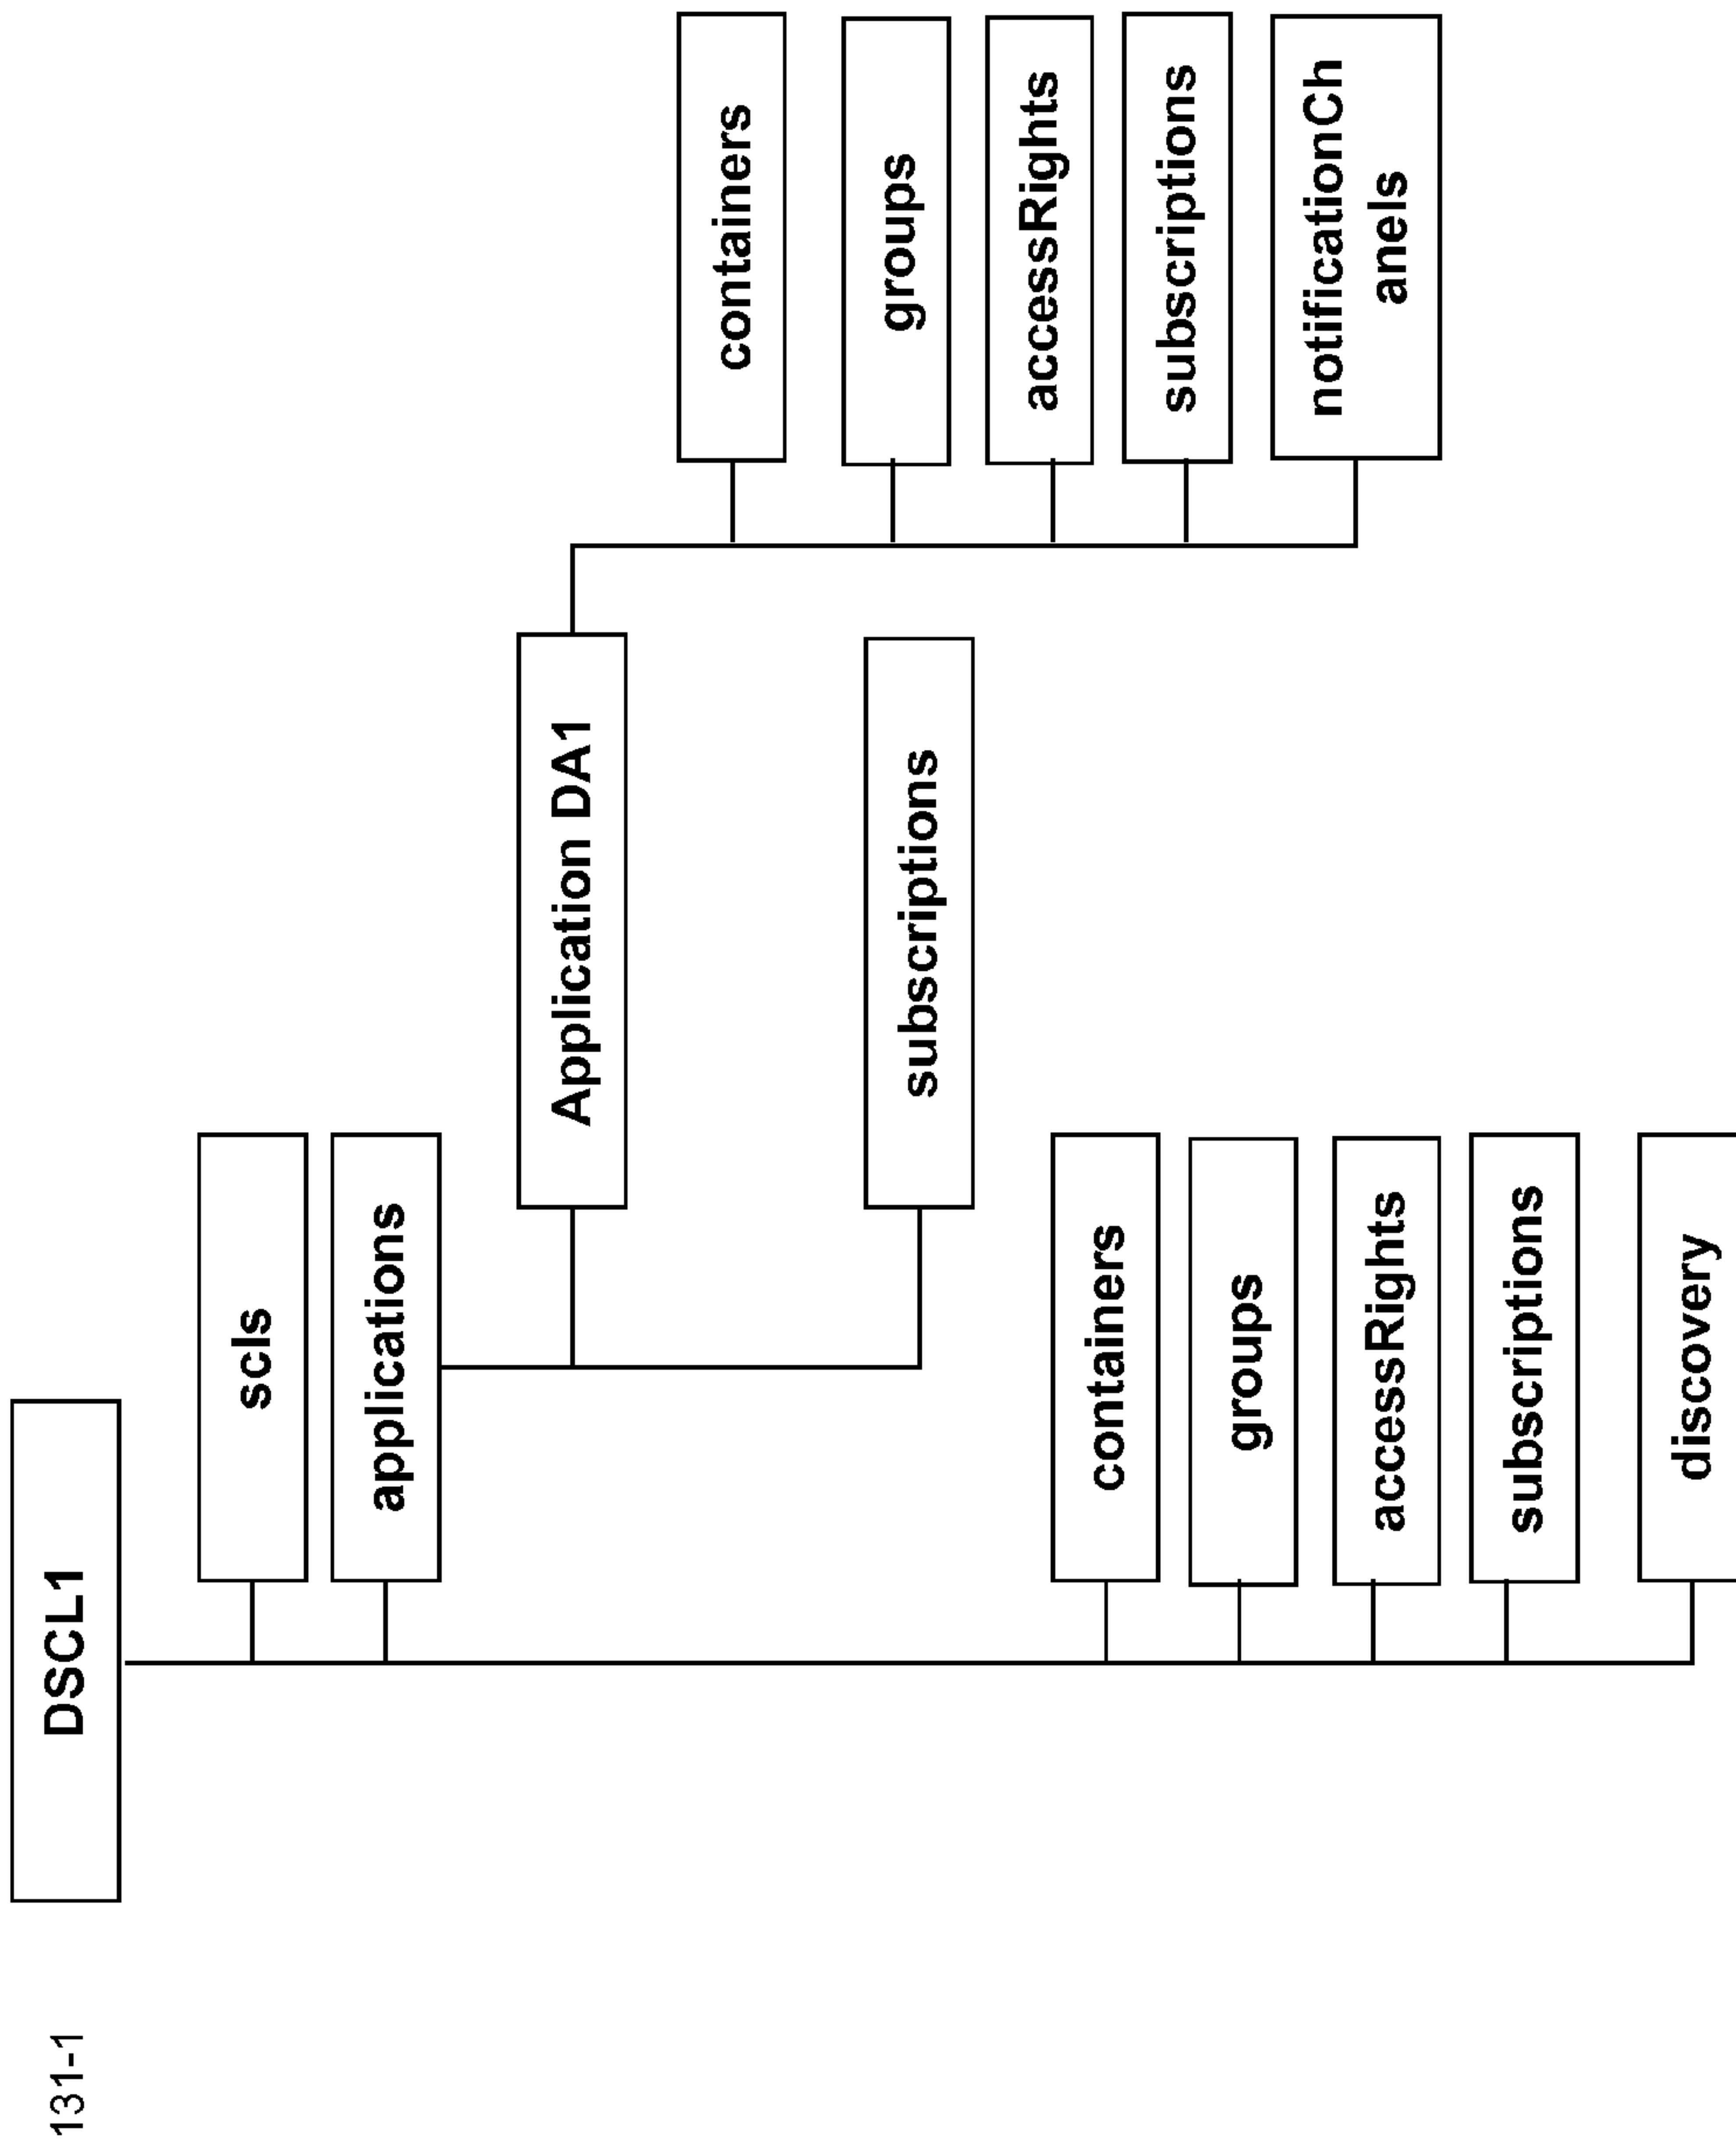 131-1
DSCL1
scls
applications
Application DA1
containers
groups
accessRights
subscriptions
notificationCh
anels
subscriptions
containers
groups
accessRights
subscriptions
discovery